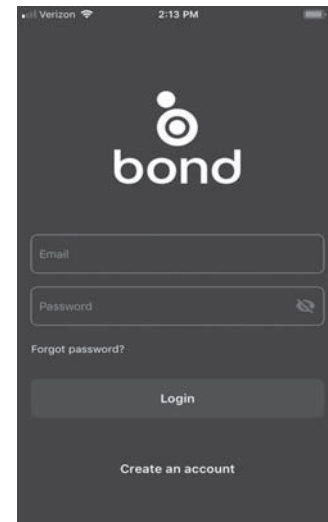 Verizon 2:13 PM
bond
Email
Password
Forgot password?
Login
Create an account